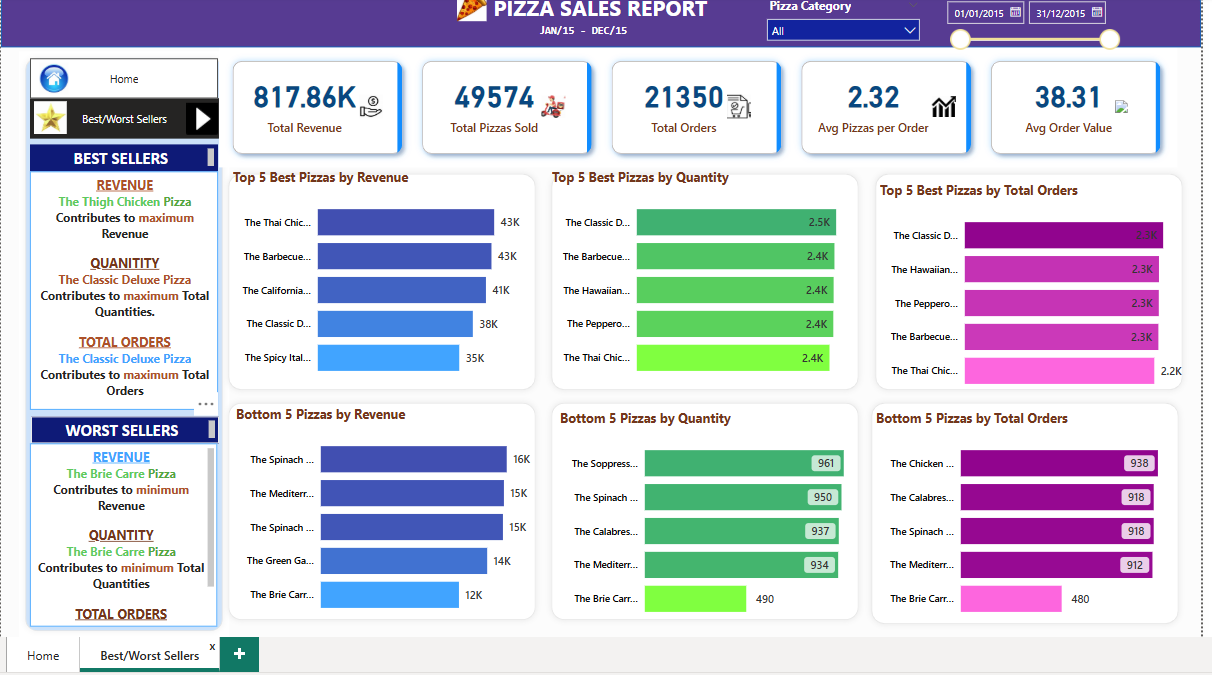 PIZZA SALES REPORT
JAN/15 - DEC/15
Pizza Category
All
01/01/2015
31/12/2015
Home
Best/Worst Sellers
817.86K
Total Revenue
49574
Total Pizzas Sold
21350
Total Orders
2.32
Avg Pizzas per Order
38.31
Avg Order Value
BEST SELLERS
REVENUE
The Thigh Chicken Pizza
Contributes to maximum
Revenue
QUANITITY
The Classic Deluxe Pizza
Contributes to maximum Total
Quantities.
TOTAL ORDERS
The Classic Deluxe Pizza
Contributes to maximum Total
Orders
...
WORST SELLERS
REVENUE
The Brie Carre Pizza
Contributes to minimum
Revenue
QUANTITY
The Brie Carre Pizza
Contributes to minimum Total
Quantities
TOTAL ORDERS
Top 5 Best Pizzas by Revenue
The Thai Chic... 43K
The Barbecue... 43K
The California... 41K
The Classic D... 38K
The Spicy Ital... 35K
Top 5 Best Pizzas by Quantity
The Classic D... 2.5K
The Barbecue... 2.4K
The Hawaiian... 2.4K
The Peppero... 2.4K
The Thai Chic... 2.4K
Top 5 Best Pizzas by Total Orders
The Classic D... 2.3K
The Hawaiian... 2.3K
The Peppero... 2.3K
The Barbecue... 2.3K
The Thai Chic... 2.2K
Bottom 5 Pizzas by Revenue
The Spinach ... 16K
The Mediterr... 15K
The Spinach ... 15K
The Green Ga... 14K
The Brie Carr... 12K
Bottom 5 Pizzas by Quantity
The Soppress... 961
The Spinach ... 950
The Calabres... 937
The Mediterr... 934
The Brie Carr... 490
Bottom 5 Pizzas by Total Orders
The Chicken ... 938
The Calabres... 918
The Spinach ... 918
The Mediterr... 912
The Brie Carr... 480
Home
Best/Worst Sellers
x
+